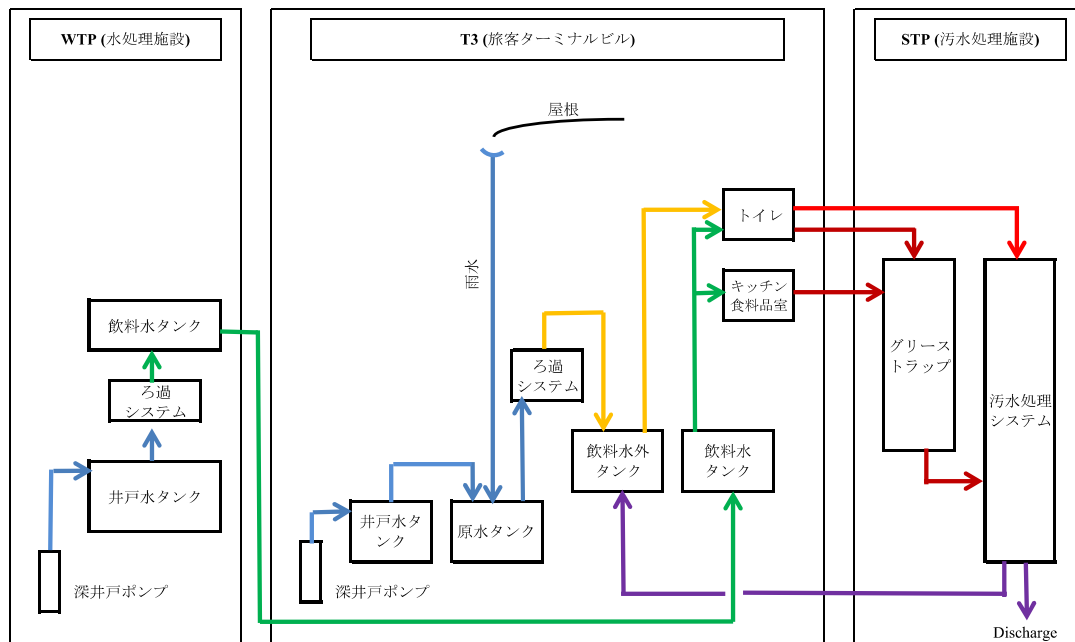 WTP (水処理施設)
飲料水タンク
ろ過
システム
井戸水タンク
深井戸ポンプ
T3 (旅客ターミナルビル)
屋根
雨水
トイレ
キッチン
食料品室
ろ過
システム
飲料水外
タンク
飲料水
タンク
井戸水タ
ンク
原水タンク
深井戸ポンプ
STP (汚水処理施設)
グリース
トラップ
汚水処理
システム
Discharge